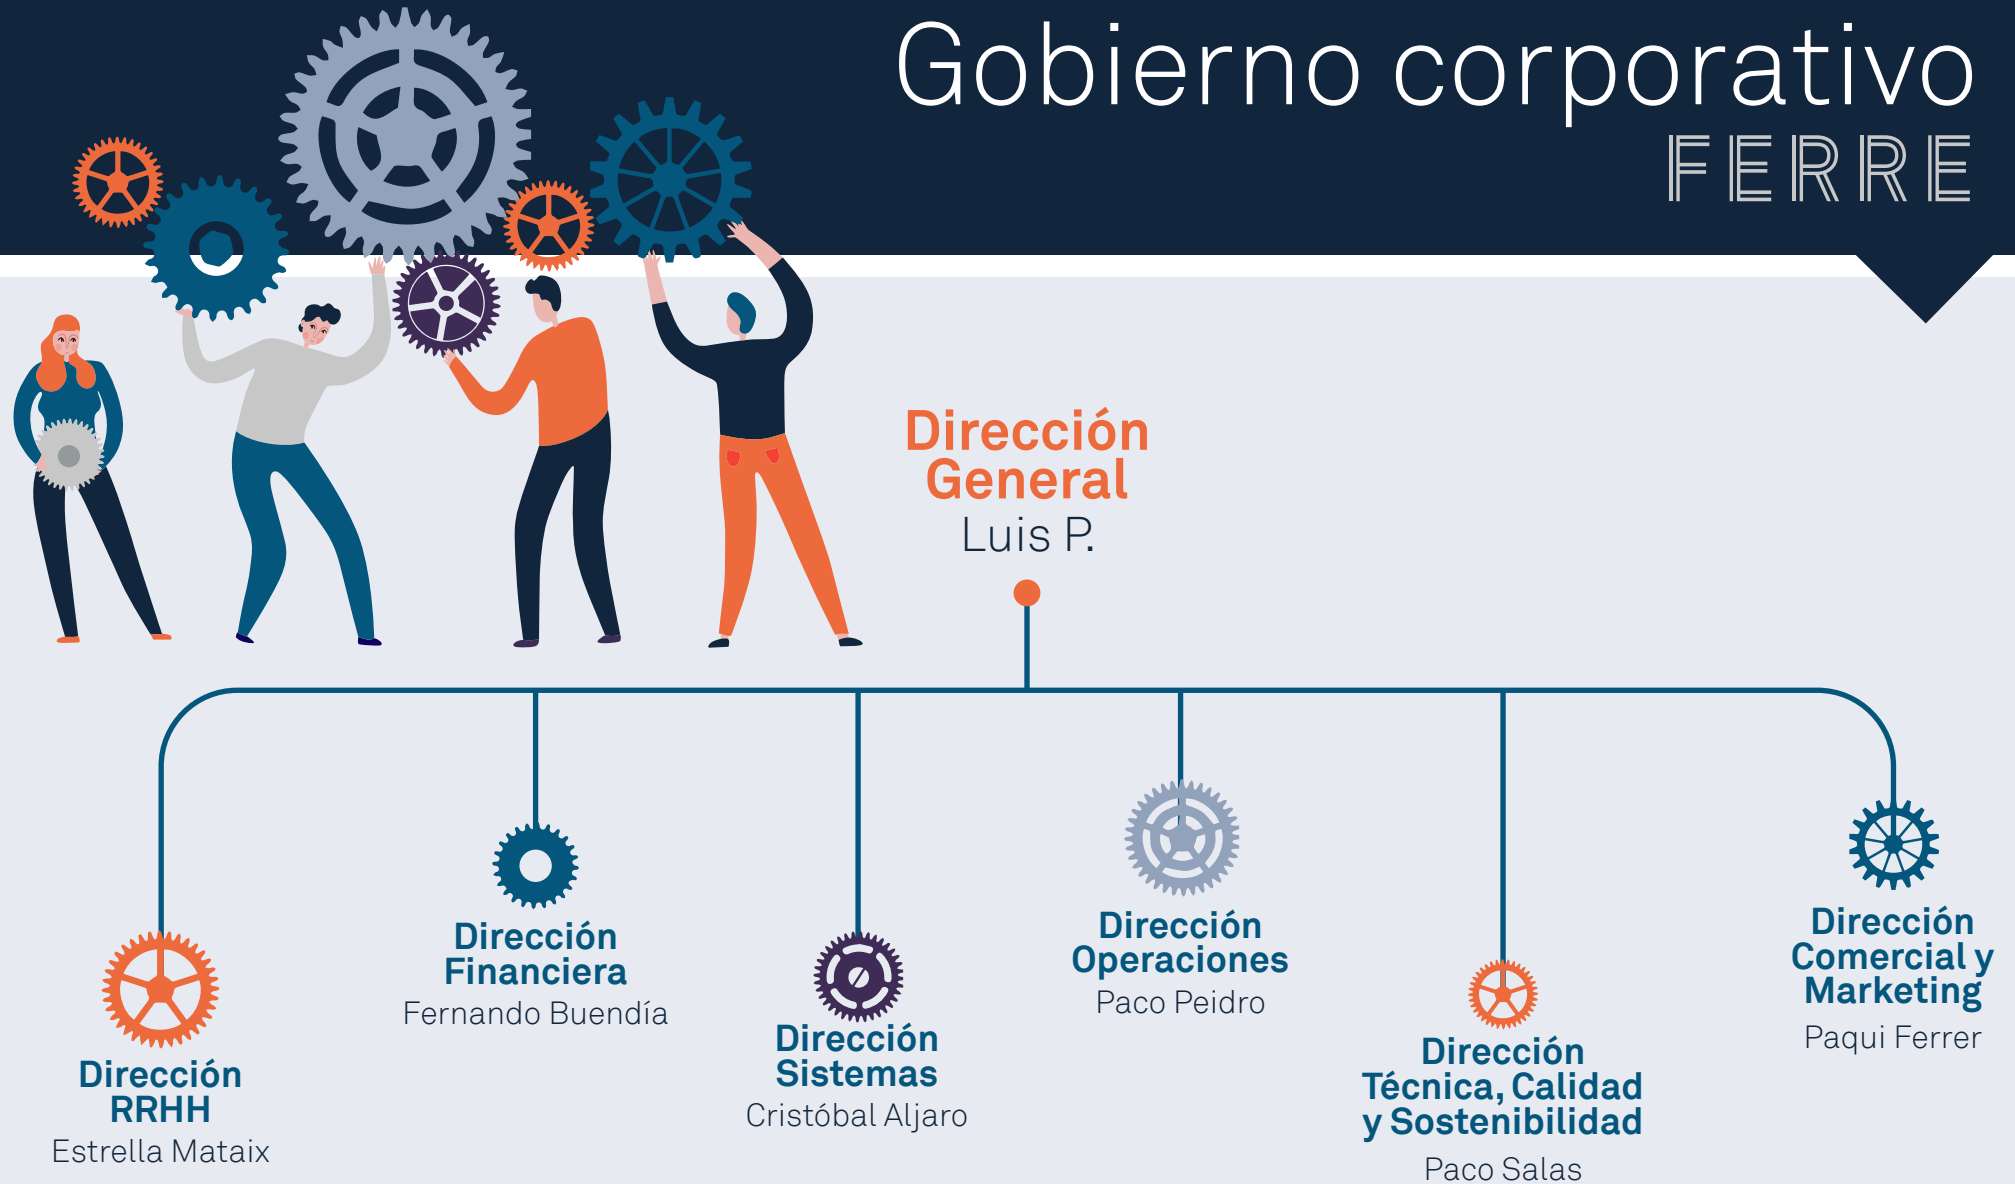 Gobierno corporativo
FERRE
Dirección
General
Luis P.
Dirección
RRHH
Estrella Mataix
Dirección
Financiera
Fernando Buendía
Dirección
Sistemas
Cristóbal Aljaro
Dirección
Operaciones
Paco Peidro
Dirección
Técnica, Calidad
y Sostenibilidad
Paco Salas
Dirección
Comercial y
Marketing
Paqui Ferrer